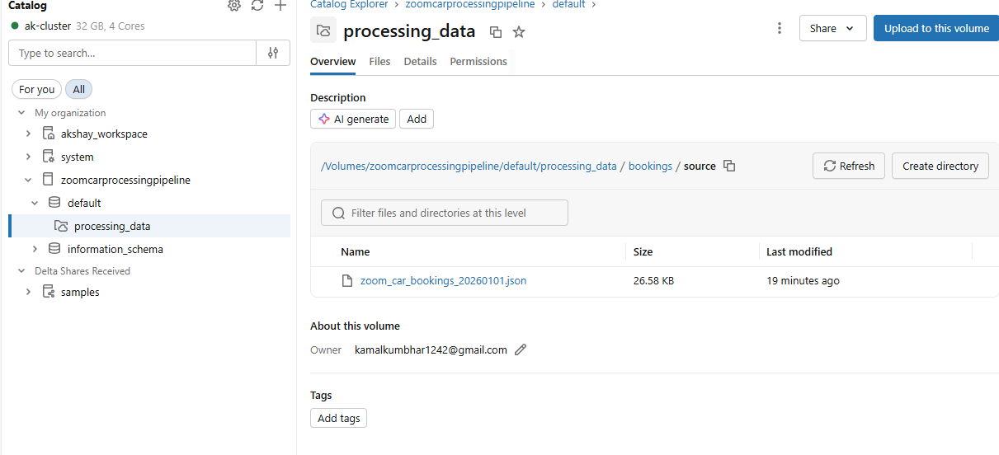 Catalog
ak-cluster 32 GB, 4 Cores
Type to search...
For you All
My organization
akshay_workspace
system
zoomcarprocessingpipeline
default
processing_data
information_schema
Delta Shares Received
samples
Catalog Explorer > zoomcarprocessingpipeline > default >
processing_data
Share
Upload to this volume
Overview Files Details Permissions
Description
AI generate Add
/Volumes/zoomcarprocessingpipeline/default/processing_data / bookings / source
Refresh Create directory
Filter files and directories at this level
Name Size Last modified
zoom_car_bookings_20260101.json 26.58 KB 19 minutes ago
About this volume
Owner kamalkumbhar1242@gmail.com
Tags
Add tags